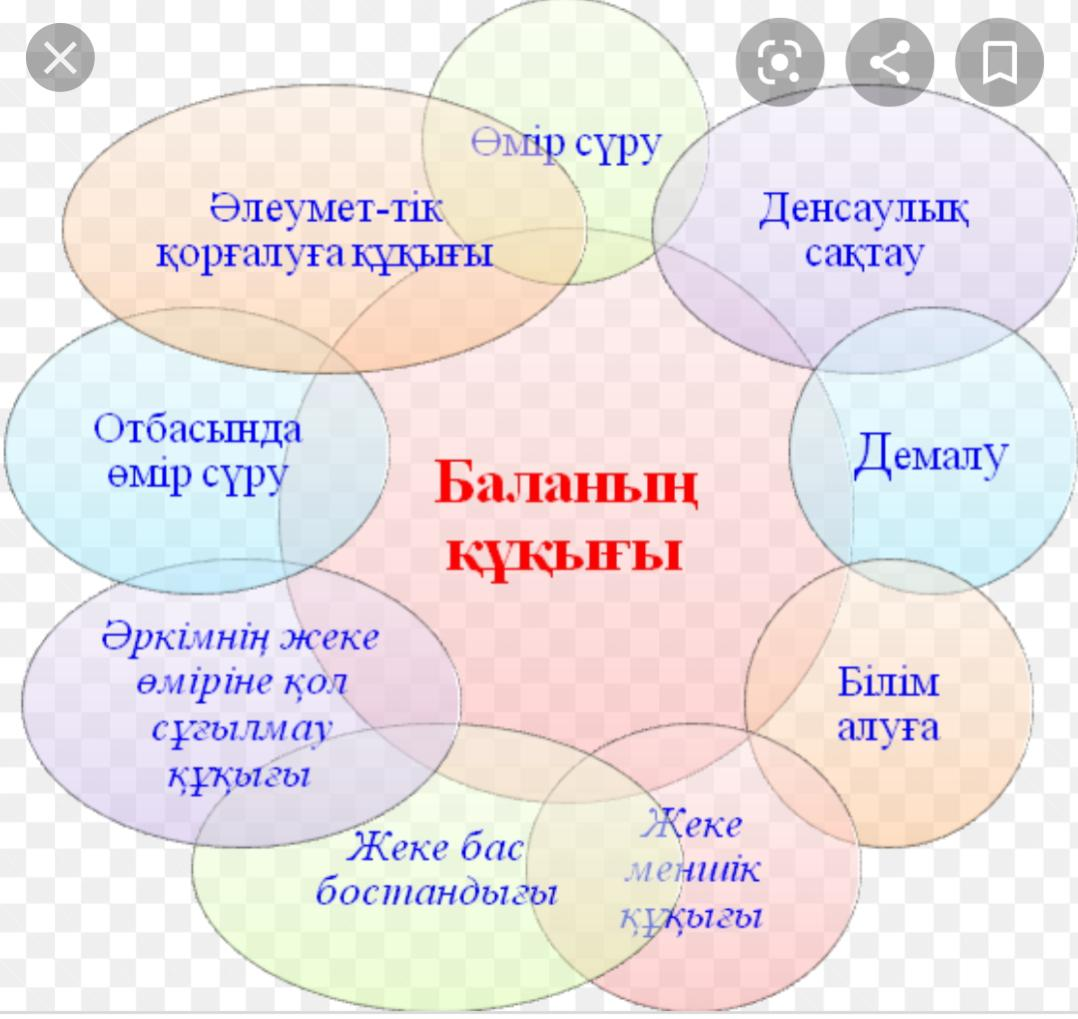 Өмір сүру
Әлеумет-тік
қорғалуға құқығы
Денсаулық
сақтау
Отбасында
өмір сүру
Баланың
құқығы
Демалу
Әркімнің жеке
өміріне қол
сұғылмау
құқығы
Білім
алуға
Жеке бас
бостандығы
Жеке
меншік
құқығы